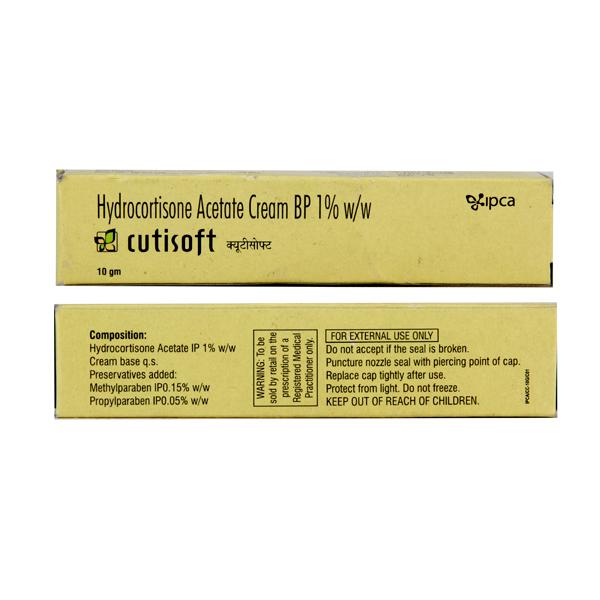 Hydrocortisone Acetate Cream BP 1% w/w
ipca
cutisoft क्यूटीसोफ्ट
10 gm
Composition:
Hydrocortisone Acetate IP 1% w/w
Cream base q.s.
Preservatives added:
Methylparaben IP0.15% w/w
Propylparaben IP0.05% w/w
WARNING: To be
sold by retail on the
prescription of a
Registered Medical
Practitioner only.
FOR EXTERNAL USE ONLY
Do not accept if the seal is broken.
Puncture nozzle seal with piercing point of cap.
Replace cap tightly after use.
Protect from light. Do not freeze.
KEEP OUT OF REACH OF CHILDREN.